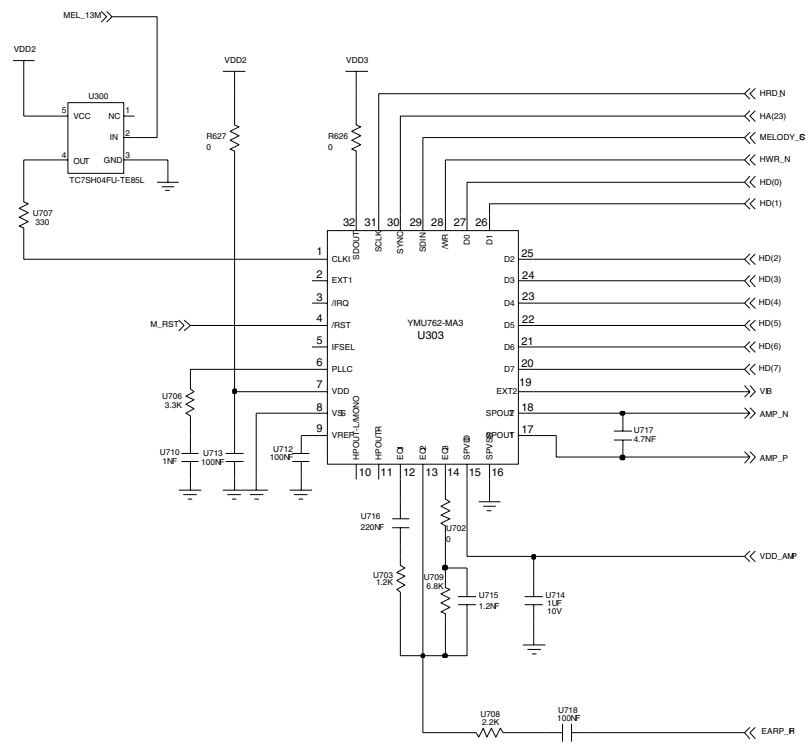 MEL_13M
VDD2
VDD2
VDD3
U300
5 VCC NC 1
IN 2
4 OUT GND 3
TC7SH04FU-TE85L
R627
0
R626
0
U707
330
HRD_N
HA(23)
MELODY_CS
HWR_N
HD(0)
HD(1)
32 31 30 29 28 27 26
SDOUT SCLK SYNC SDIN /WR D0 D1
1 CLKI D2 25 HD(2)
2 EXT1 D3 24 HD(3)
3 /IRQ D4 23 HD(4)
M_RST 4 /RST D5 22 HD(5)
5 IFSEL D6 21 HD(6)
6 PLLC D7 20 HD(7)
7 VDD EXT2 19 VIB
8 VSS SPOUT2 18 AMP_N
9 VREF SPOUT1 17 AMP_P
YMU762-MA3
U303
HPOUT-L/MONO HPOUTR EQ1 EQ2 EQ3 SPVDD SPVSS
10 11 12 13 14 15 16
U706
3.3K
U710
1NF
U713
100NF
U712
100NF
U717
4.7NF
U716
220NF
U702
0
U703
1.2K
U709
6.8K
U715
1.2NF
U714
1UF
10V
VDD_AMP
U708
2.2K
U718
100NF
EARP_R